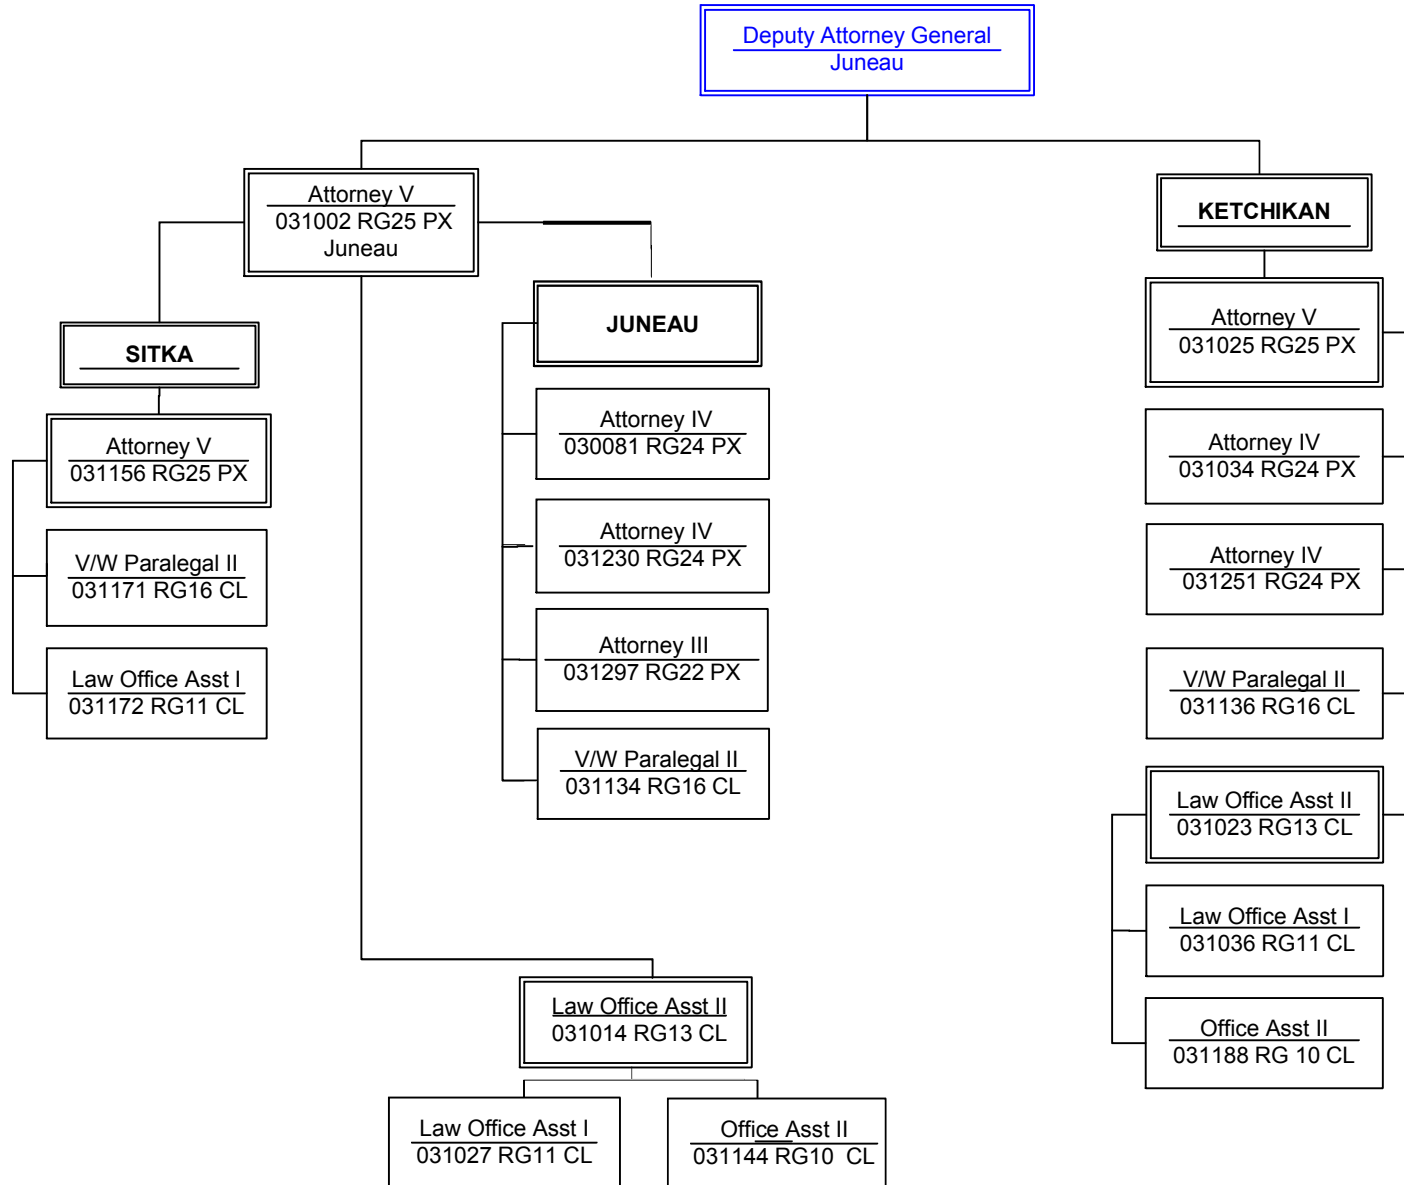 Deputy Attorney General
Juneau
Attorney V
031002 RG25 PX
Juneau
SITKA
Attorney V
031156 RG25 PX
V/W Paralegal II
031171 RG16 CL
Law Office Asst I
031172 RG11 CL
JUNEAU
Attorney IV
030081 RG24 PX
Attorney IV
031230 RG24 PX
Attorney III
031297 RG22 PX
V/W Paralegal II
031134 RG16 CL
Law Office Asst II
031014 RG13 CL
Law Office Asst I
031027 RG11 CL
Office Asst II
031144 RG10  CL
KETCHIKAN
Attorney V
031025 RG25 PX
Attorney IV
031034 RG24 PX
Attorney IV
031251 RG24 PX
V/W Paralegal II
031136 RG16 CL
Law Office Asst II
031023 RG13 CL
Law Office Asst I
031036 RG11 CL
Office Asst II
031188 RG 10 CL